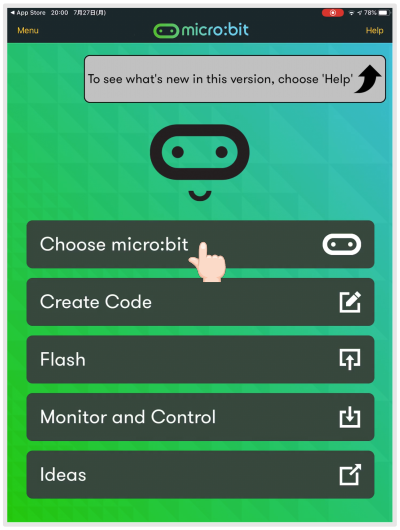 App Store 20:00 7月27日(月) 78%
Menu micro:bit Help
To see what's new in this version, choose 'Help'
Choose micro:bit
Create Code
Flash
Monitor and Control
Ideas